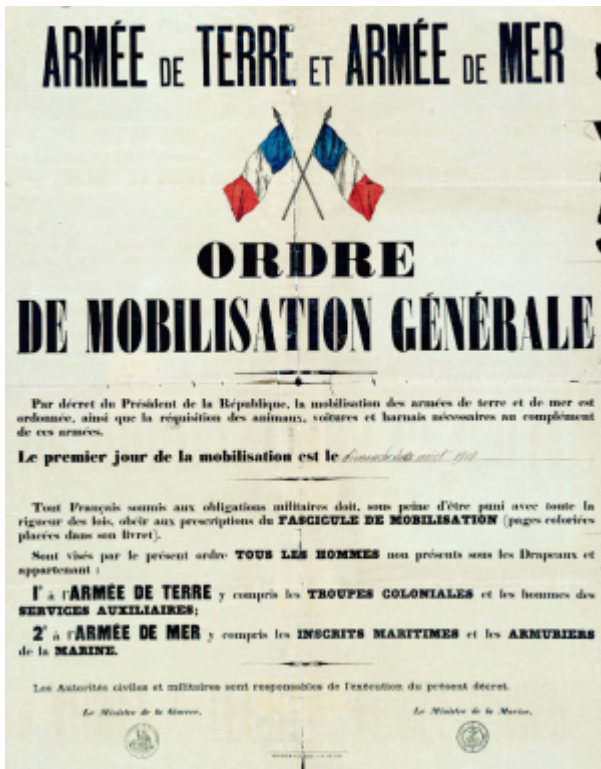 ARMÉE DE TERRE ET ARMÉE DE MER
ORDRE
DE MOBILISATION GÉNÉRALE
Par décret du Président de la République, la mobilisation des armées de terre et de mer est
ordonnée, ainsi que la réquisition des animaux, voitures et harnais nécessaires au complément
de ces armées.
Le premier jour de la mobilisation est le dimanche deux août 1914
Tout Français soumis aux obligations militaires doit, sous peine d'être puni avec toute la
rigueur des lois, obéir aux prescriptions du FASCICULE DE MOBILISATION (pages coloriées
placées dans son livret).
Sont visés par le présent ordre TOUS LES HOMMES non présents sous les Drapeaux et
appartenant :
1° à l'ARMÉE DE TERRE y compris les TROUPES COLONIALES et les hommes des
SERVICES AUXILIAIRES;
2° à l'ARMÉE DE MER y compris les INSCRITS MARITIMES et les ARMURIERS
de la MARINE.
Les Autorités civiles et militaires sont responsables de l'exécution du présent décret.
Le Ministre de la Guerre,
Le Ministre de la Marine,